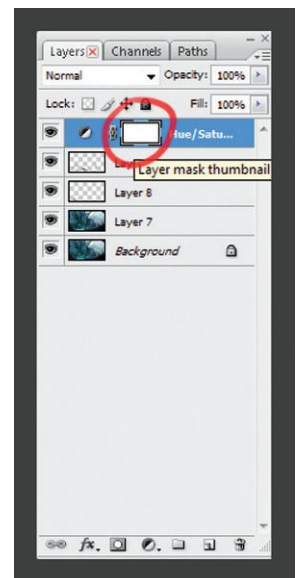 Layers Channels Paths
Normal Opacity: 100%
Lock: Fill: 100%
Hue/Satu...
Layer mask thumbnail
Layer 8
Layer 7
Background
fx.